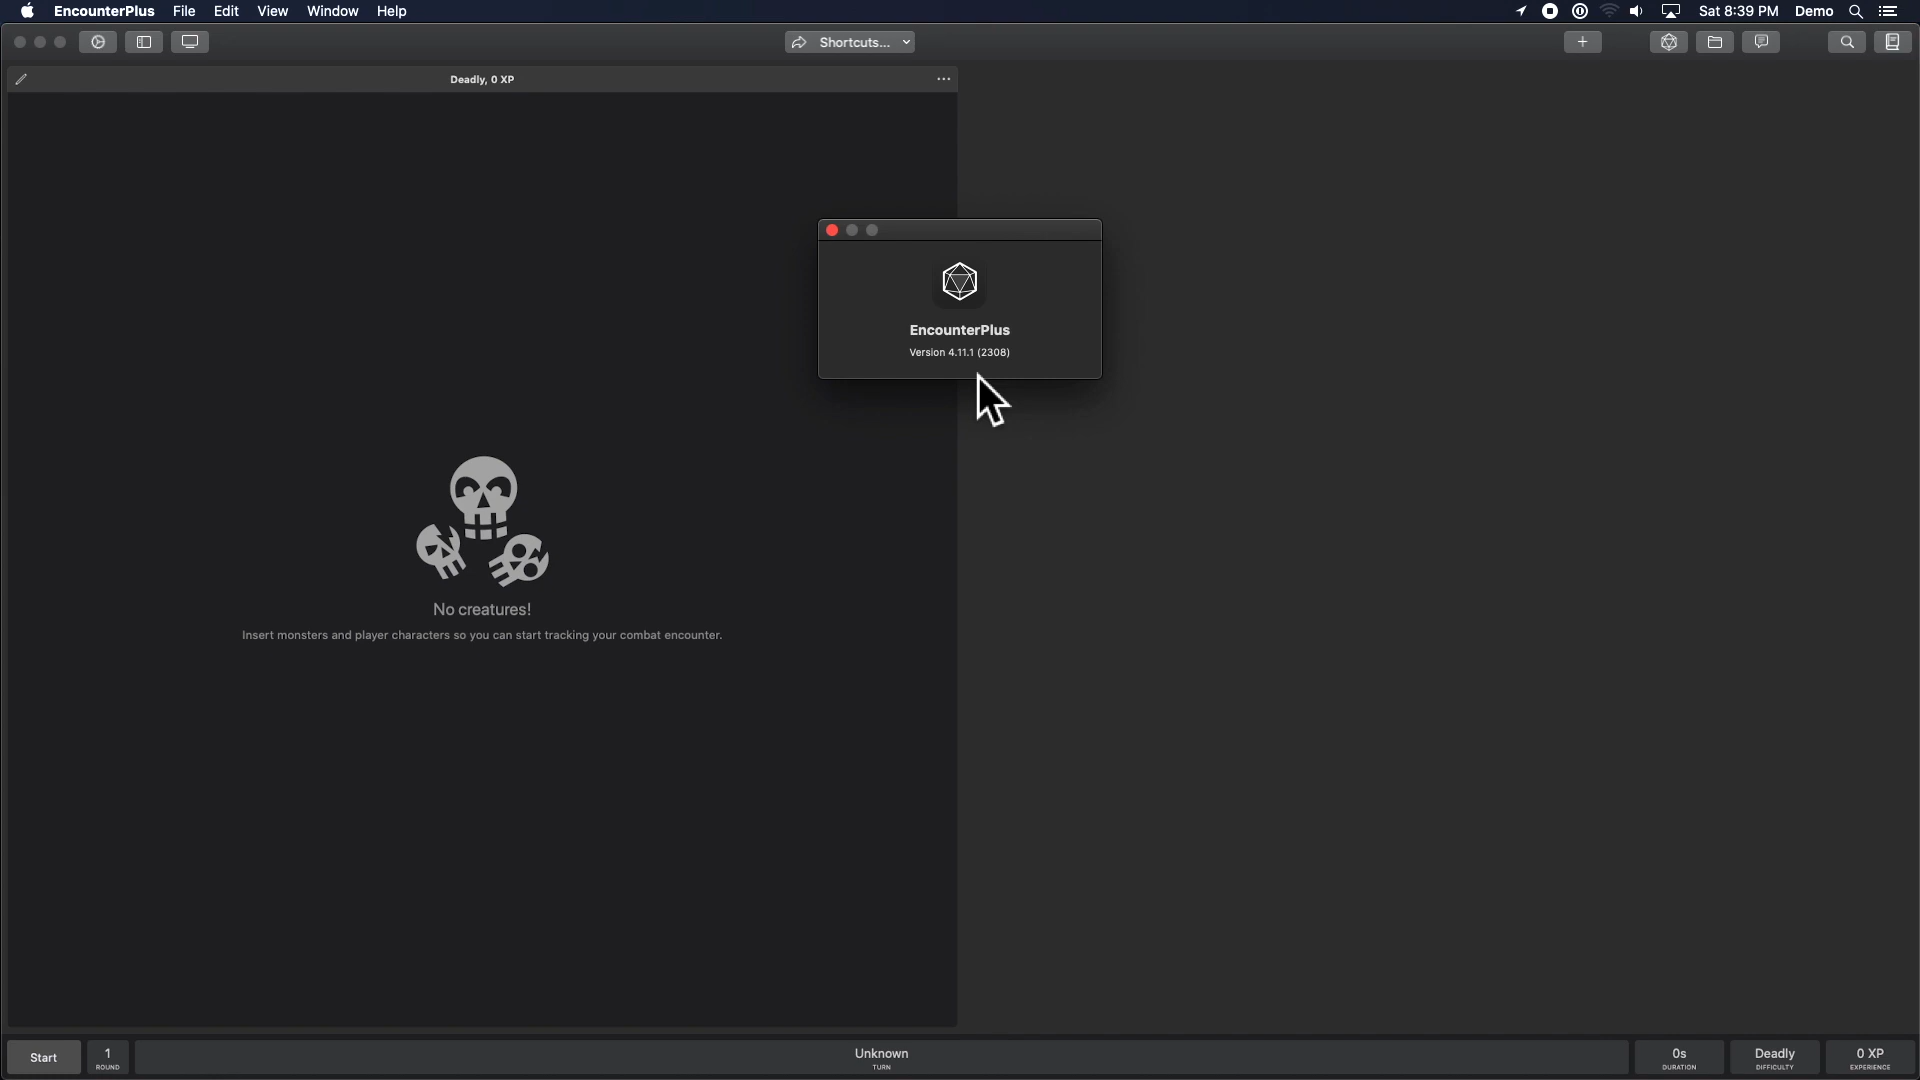 EncounterPlus File Edit View Window Help Sat 8:39 PM Demo
Shortcuts...
Deadly, 0 XP
EncounterPlus
Version 4.11.1 (2308)
No creatures!
Insert monsters and player characters so you can start tracking your combat encounter.
Start 1 Unknown 0s Deadly 0 XP
ROUND TURN DURATION DIFFICULTY EXPERIENCE